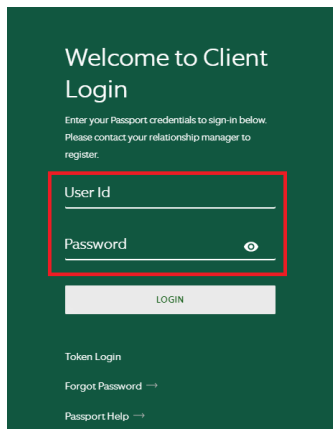 Welcome to Client
Login
Enter your Passport credentials to sign-in below.
Please contact your relationship manager to
register.
User Id
Password
LOGIN
Token Login
Forgot Password →
Passport Help →